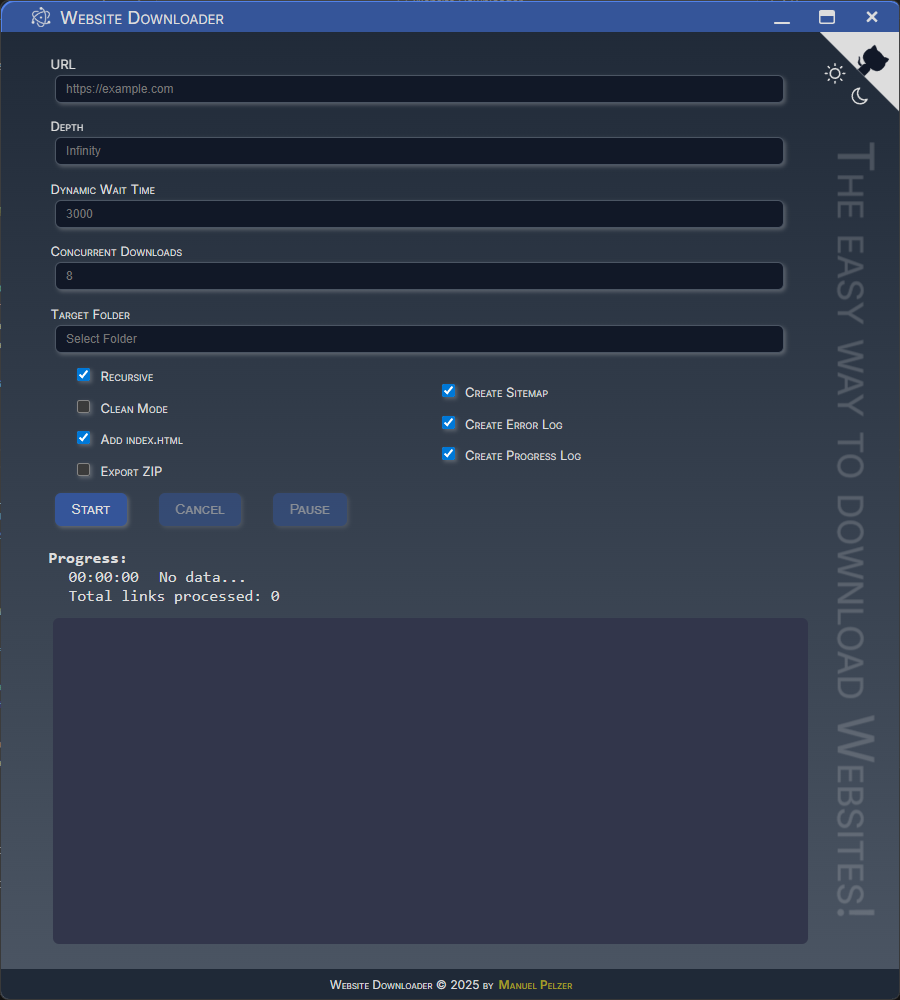 Website Downloader
URL
https://example.com
Depth
Infinity
Dynamic Wait Time
3000
Concurrent Downloads
8
Target Folder
Select Folder
Recursive
Clean Mode
Add index.html
Export ZIP
Create Sitemap
Create Error Log
Create Progress Log
Start Cancel Pause
Progress:
00:00:00 No data...
Total links processed: 0
The easy way to download Websites!
Website Downloader © 2025 by Manuel Pelzer